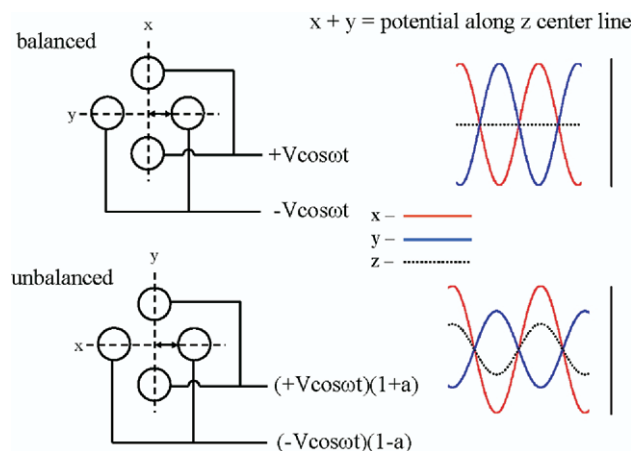 balanced
x + y = potential along z center line
x
y
+Vcosωt
-Vcosωt
x –
y –
z –
unbalanced
y
x
(+Vcosωt)(1+a)
(-Vcosωt)(1-a)